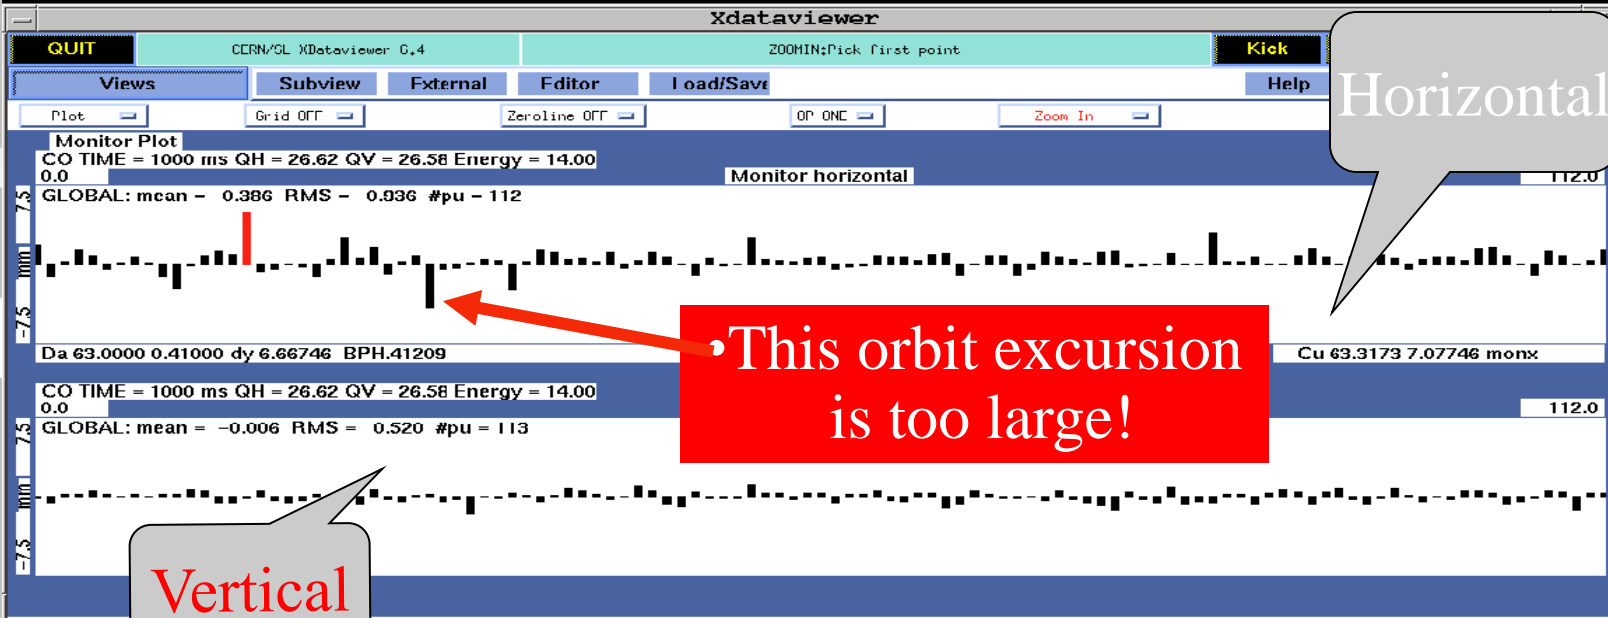 Xdataviewer
QUIT CERN/SL XDataviewer 6.4 ZOOMIN:Pick first point Kick
Views Subview External Editor Load/Save Help
Plot Grid OFF Zeroline OFF OP ONE Zoom In
Horizontal
Monitor Plot
CO TIME = 1000 ms QH = 26.62 QV = 26.58 Energy = 14.00
0.0 Monitor horizontal 112.0
GLOBAL: mean = 0.386 RMS = 0.936 #pu = 112
7.5
mm
-7.5
•This orbit excursion
is too large!
Da 63.0000 0.41000 dy 6.66746 BPH.41209 Cu 63.3173 7.07746 monx
CO TIME = 1000 ms QH = 26.62 QV = 26.58 Energy = 14.00
0.0 112.0
GLOBAL: mean = -0.006 RMS = 0.520 #pu = 113
7.5
mm
-7.5
Vertical